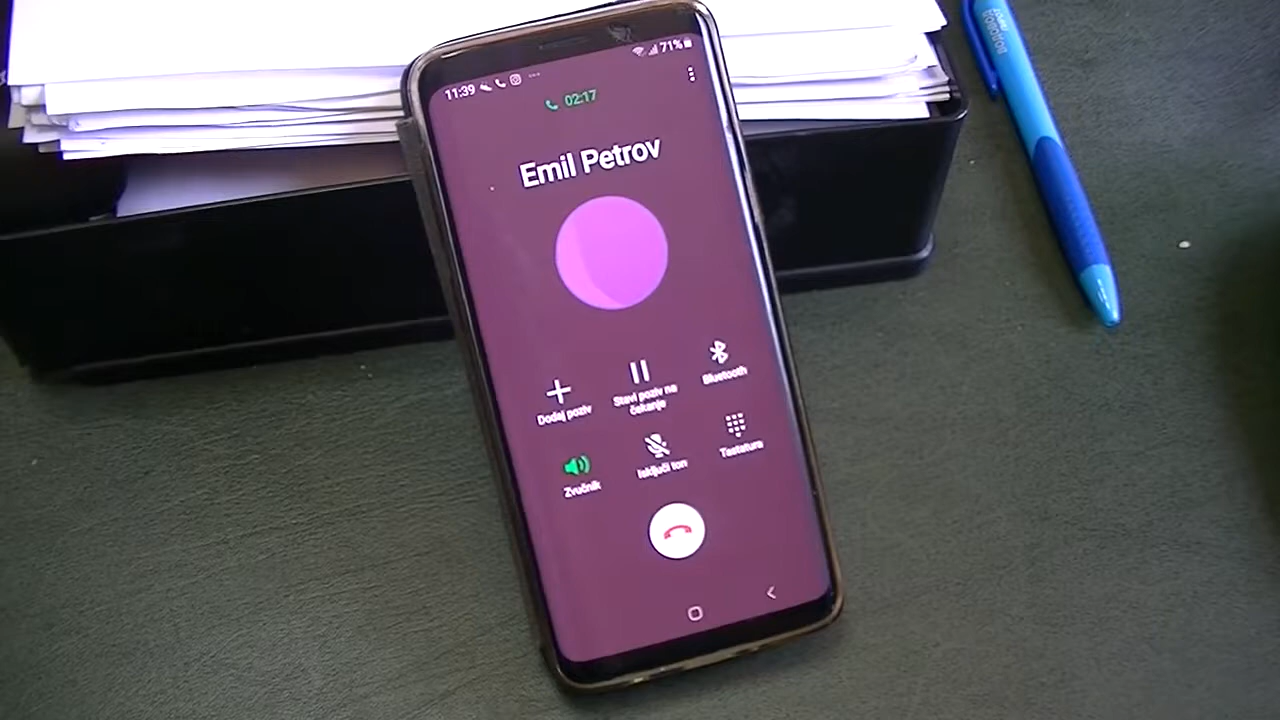 11:39
71%
02:17
Emil Petrov
Dodaj poziv
Stavi poziv na
čekanje
Bluetooth
Zvučnik
Isključi ton
Tastatura